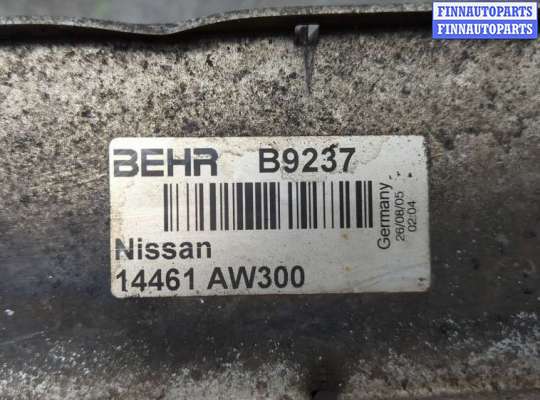 FINNAUTOPARTS
FINNAUTOPARTS
BEHR B9237
Nissan
14461 AW300
Germany
26/08/05
02:04